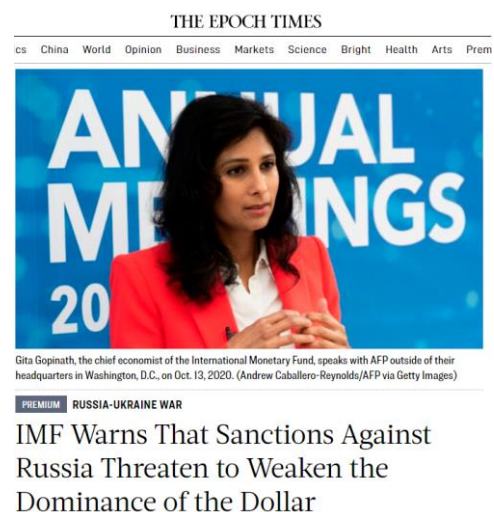 THE EPOCH TIMES
cs China World Opinion Business Markets Science Bright Health Arts Prem
ANNUAL
MEETINGS
20
Gita Gopinath, the chief economist of the International Monetary Fund, speaks with AFP outside of their
headquarters in Washington, D.C., on Oct. 13, 2020. (Andrew Caballero-Reynolds/AFP via Getty Images)
PREMIUM RUSSIA-UKRAINE WAR
IMF Warns That Sanctions Against
Russia Threaten to Weaken the
Dominance of the Dollar